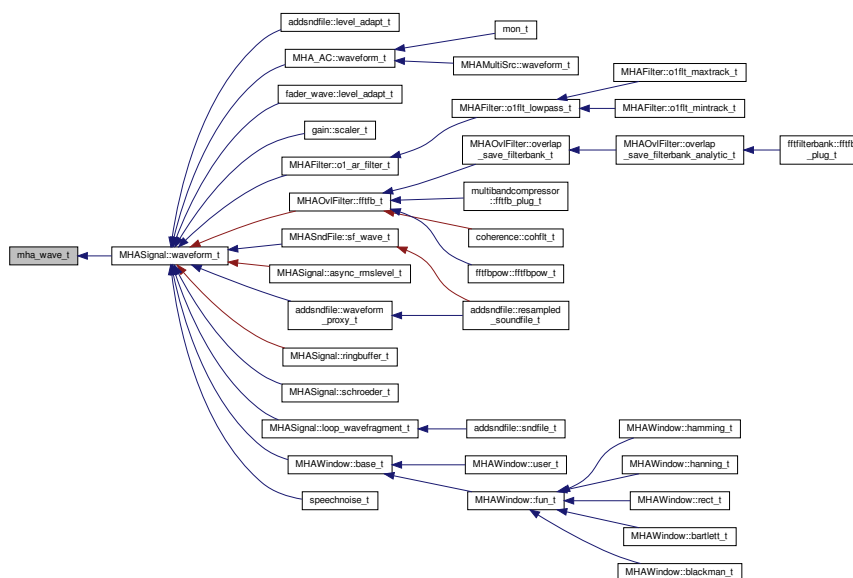 addsndfile::level_adapt_t
mon_t
MHA_AC::waveform_t
MHAMultiSrc::waveform_t
MHAFilter::o1flt_maxtrack_t
fader_wave::level_adapt_t
MHAFilter::o1flt_lowpass_t
MHAFilter::o1flt_mintrack_t
gain::scaler_t
MHAOvlFilter::overlap
_save_filterbank_t
MHAOvlFilter::overlap
_save_filterbank_analytic_t
fftfilterbank::fftfb
_plug_t
MHAFilter::o1_ar_filter_t
multibandcompressor
::fftfb_plug_t
MHAOvlFilter::fftfb_t
MHASndFile::sf_wave_t
coherence::cohflt_t
mha_wave_t
MHASignal::waveform_t
MHASignal::async_rmslevel_t
fftfbpow::fftfbpow_t
addsndfile::waveform
_proxy_t
addsndfile::resampled
_soundfile_t
MHASignal::ringbuffer_t
MHASignal::schroeder_t
MHASignal::loop_wavefragment_t
addsndfile::sndfile_t
MHAWindow::hamming_t
MHAWindow::base_t
MHAWindow::user_t
MHAWindow::hanning_t
speechnoise_t
MHAWindow::fun_t
MHAWindow::rect_t
MHAWindow::bartlett_t
MHAWindow::blackman_t